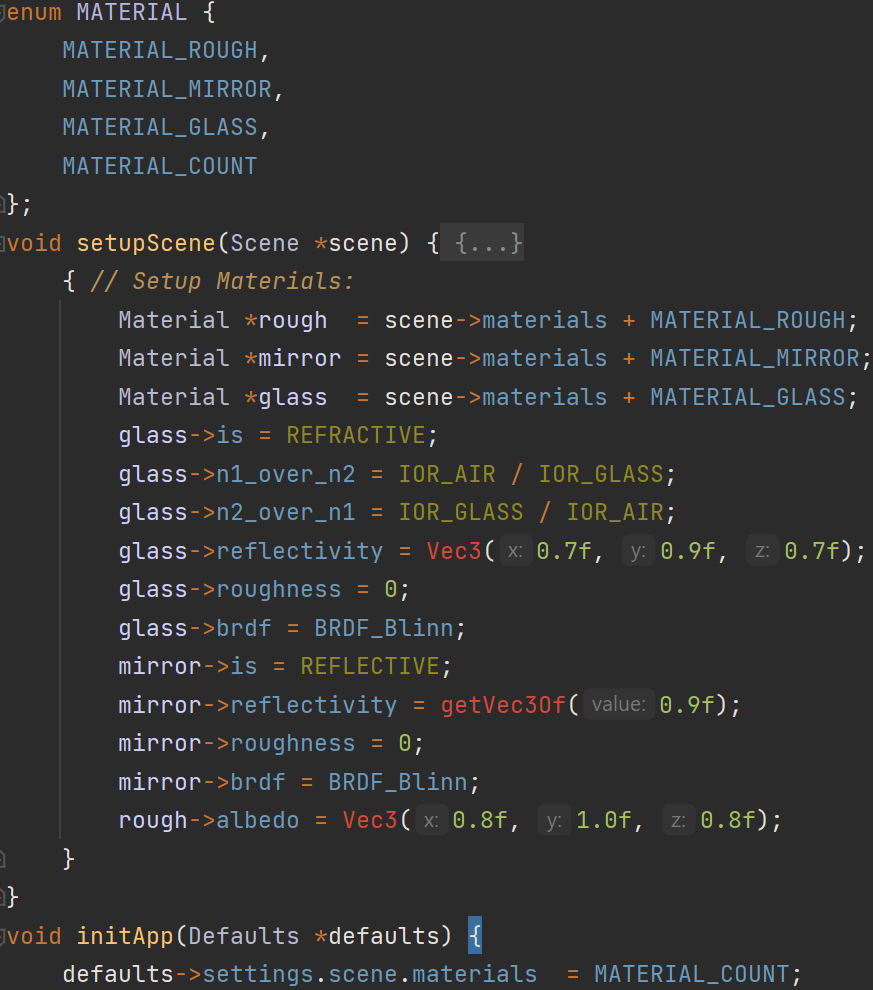 enum MATERIAL {
    MATERIAL_ROUGH,
    MATERIAL_MIRROR,
    MATERIAL_GLASS,
    MATERIAL_COUNT
};
void setupScene(Scene *scene) { {...}
    { // Setup Materials:
        Material *rough  = scene->materials + MATERIAL_ROUGH;
        Material *mirror = scene->materials + MATERIAL_MIRROR;
        Material *glass  = scene->materials + MATERIAL_GLASS;
        glass->is = REFRACTIVE;
        glass->n1_over_n2 = IOR_AIR / IOR_GLASS;
        glass->n2_over_n1 = IOR_GLASS / IOR_AIR;
        glass->reflectivity = Vec3( x: 0.7f, y: 0.9f, z: 0.7f);
        glass->roughness = 0;
        glass->brdf = BRDF_Blinn;
        mirror->is = REFLECTIVE;
        mirror->reflectivity = getVec3Of( value: 0.9f);
        mirror->roughness = 0;
        mirror->brdf = BRDF_Blinn;
        rough->albedo = Vec3( x: 0.8f, y: 1.0f, z: 0.8f);
    }
}
void initApp(Defaults *defaults) {
    defaults->settings.scene.materials  = MATERIAL_COUNT;